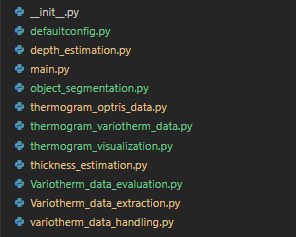 __init__.py
defaultconfig.py
depth_estimation.py
main.py
object_segmentation.py
thermogram_optris_data.py
thermogram_variotherm_data.py
thermogram_visualization.py
thickness_estimation.py
Variotherm_data_evaluation.py
Variotherm_data_extraction.py
variotherm_data_handling.py